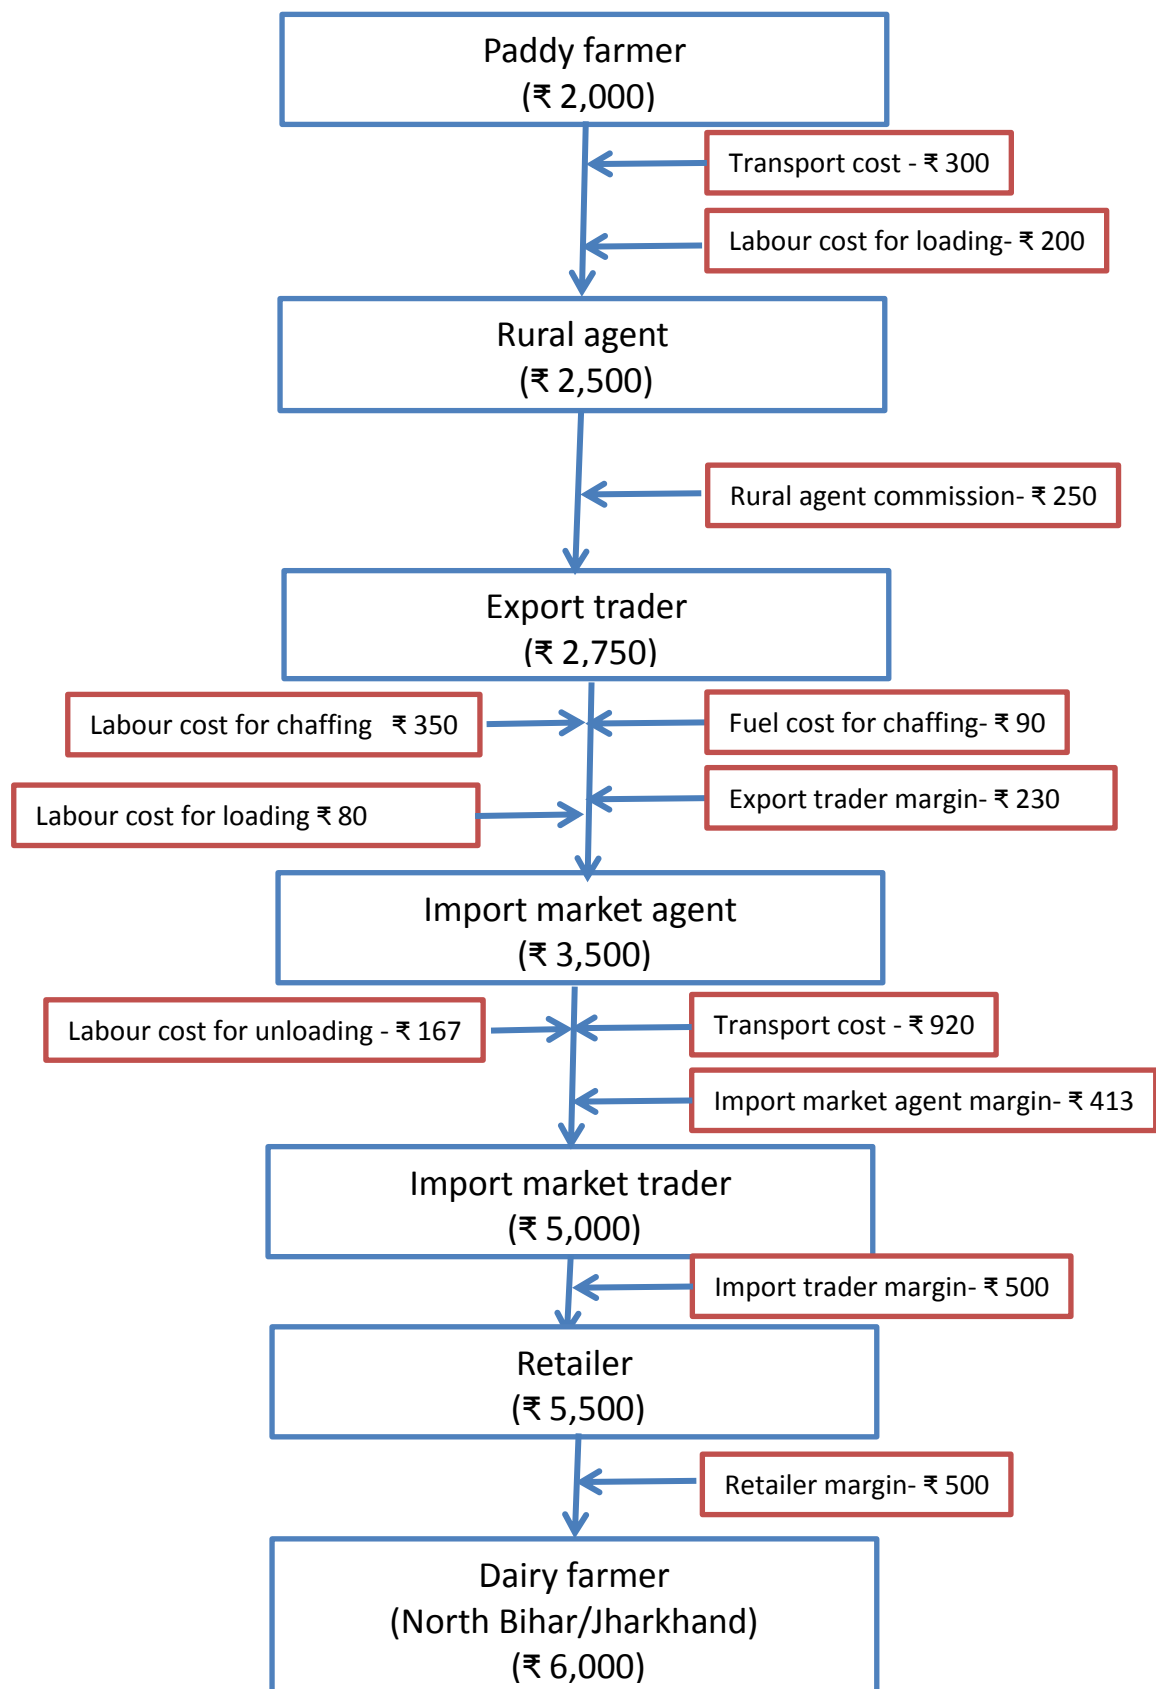 Paddy farmer
(₹ 2,000)
Transport cost - ₹ 300
Labour cost for loading- ₹ 200
Rural agent
(₹ 2,500)
Rural agent commission- ₹ 250
Export trader
(₹ 2,750)
Labour cost for chaffing ₹ 350
Fuel cost for chaffing- ₹ 90
Labour cost for loading ₹ 80
Export trader margin- ₹ 230
Import market agent
(₹ 3,500)
Labour cost for unloading - ₹ 167
Transport cost - ₹ 920
Import market agent margin- ₹ 413
Import market trader
(₹ 5,000)
Import trader margin- ₹ 500
Retailer
(₹ 5,500)
Retailer margin- ₹ 500
Dairy farmer
(North Bihar/Jharkhand)
(₹ 6,000)